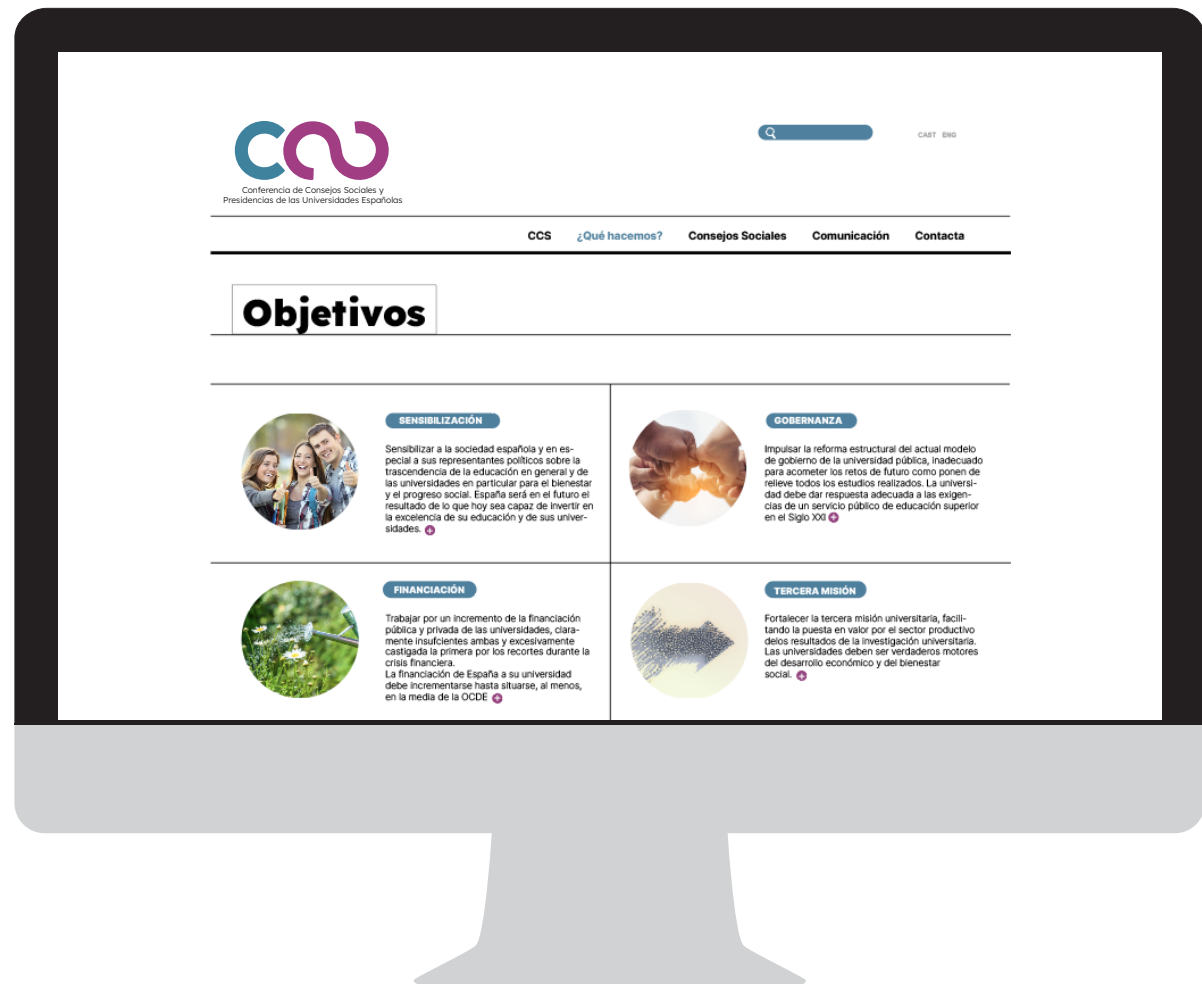 Conferencia de Consejos Sociales y
Presidencias de las Universidades Españolas
CAST ENG
CCS ¿Qué hacemos? Consejos Sociales Comunicación Contacta
Objetivos
SENSIBILIZACIÓN
Sensibilizar a la sociedad española y en es-
pecial a sus representantes políticos sobre la
trascendencia de la educación en general y de
las universidades en particular para el bienestar
y el progreso social. España será en el futuro el
resultado de lo que hoy sea capaz de invertir en
la excelencia de su educación y de sus univer-
sidades.
GOBERNANZA
Impulsar la reforma estructural del actual modelo
de gobierno de la universidad pública, inadecuado
para acometer los retos de futuro como ponen de
relieve todos los estudios realizados. La universi-
dad debe dar respuesta adecuada a las exigen-
cias de un servicio público de educación superior
en el Siglo XXI
FINANCIACIÓN
Trabajar por un incremento de la financiación
pública y privada de las universidades, clara-
mente insufcientes ambas y excesivamente
castigada la primera por los recortes durante la
crisis financiera.
La financiación de España a su universidad
debe incrementarse hasta situarse, al menos,
en la media de la OCDE
TERCERA MISIÓN
Fortalecer la tercera misión universitaria, facili-
tando la puesta en valor por el sector productivo
delos resultados de la investigación universitaria.
Las universidades deben ser verdaderos motores
del desarrollo económico y del bienestar
social.